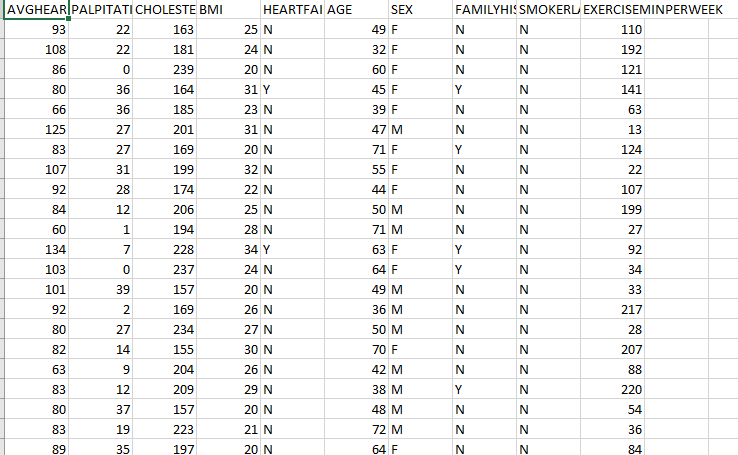 AVGHEAR PALPITATI CHOLESTE BMI HEARTFAI AGE SEX FAMILYHIS SMOKERLA EXERCISEMINPERWEEK
93 22 163 25 N 49 F N N 110
108 22 181 24 N 32 F N N 192
86 0 239 20 N 60 F N N 121
80 36 164 31 Y 45 F Y N 141
66 36 185 23 N 39 F N N 63
125 27 201 31 N 47 M N N 13
83 27 169 20 N 71 F Y N 124
107 31 199 32 N 55 F N N 22
92 28 174 22 N 44 F N N 107
84 12 206 25 N 50 M N N 199
60 1 194 28 N 71 M N N 27
134 7 228 34 Y 63 F Y N 92
103 0 237 24 N 64 F Y N 34
101 39 157 20 N 49 M N N 33
92 2 169 26 N 36 M N N 217
80 27 234 27 N 50 M N N 28
82 14 155 30 N 70 F N N 207
63 9 204 26 N 42 M N N 88
83 12 209 29 N 38 M Y N 220
80 37 157 20 N 48 M N N 54
83 19 223 21 N 72 M N N 36
89 35 197 20 N 64 F N N 84